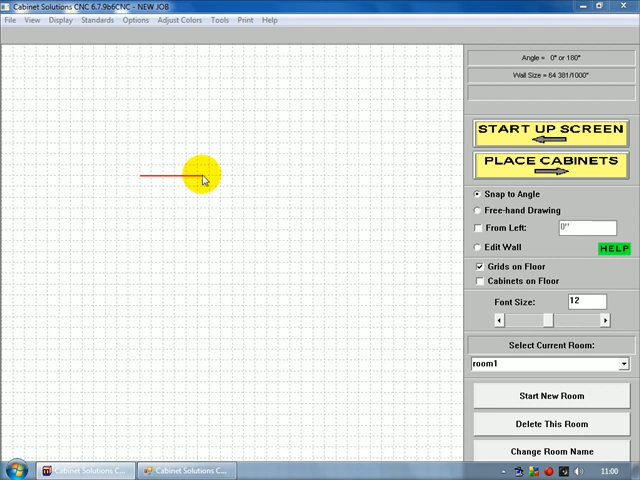 Cabinet Solutions CNC 6.7.9b6CNC - NEW JOB
File View Display Standards Options Adjust Colors Tools Print Help
Angle = 0° or 180°
Wall Size = 64 381/1000"
START UP SCREEN
PLACE CABINETS
Snap to Angle
Free-hand Drawing
From Left: 0"
Edit Wall HELP
Grids on Floor
Cabinets on Floor
Font Size: 12
Select Current Room:
room1
Start New Room
Delete This Room
Change Room Name
Cabinet Solutions C... Cabinet Solutions C... 11:00